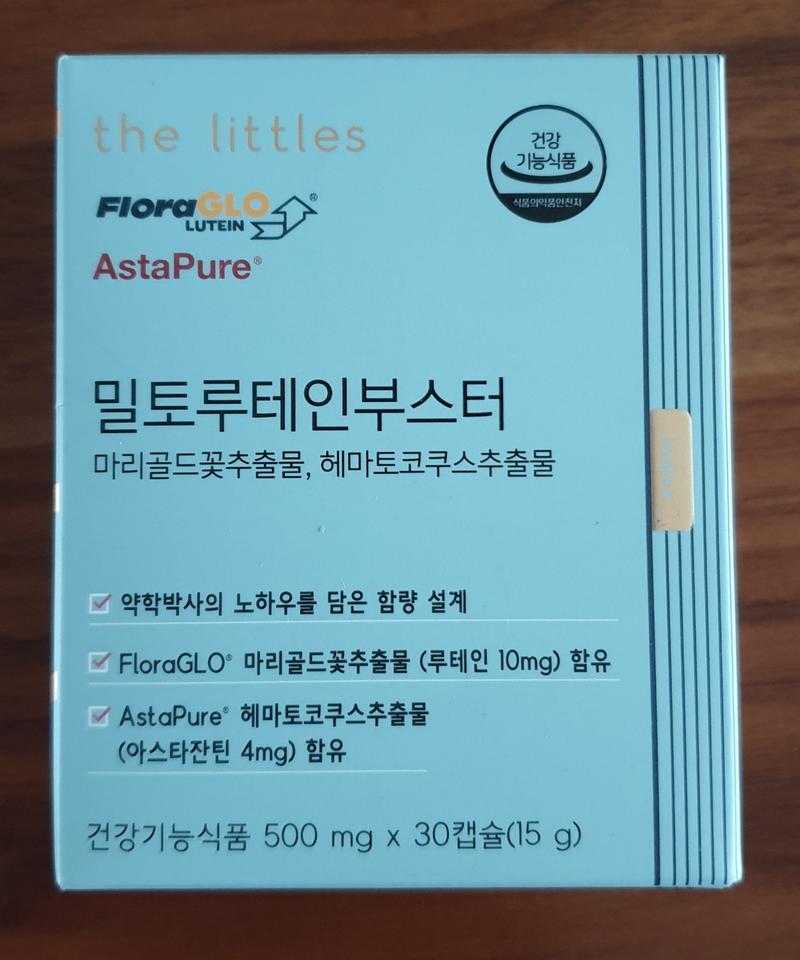 the littles
건강
기능식품
식품의약품안전처
FloraGLO®
LUTEIN
AstaPure®
밀토루테인부스터
마리골드꽃추출물, 헤마토코쿠스추출물
index
약학박사의 노하우를 담은 함량 설계
FloraGLO® 마리골드꽃추출물 (루테인 10mg) 함유
AstaPure® 헤마토코쿠스추출물
(아스타잔틴 4mg) 함유
건강기능식품 500 mg x 30캡슐(15 g)